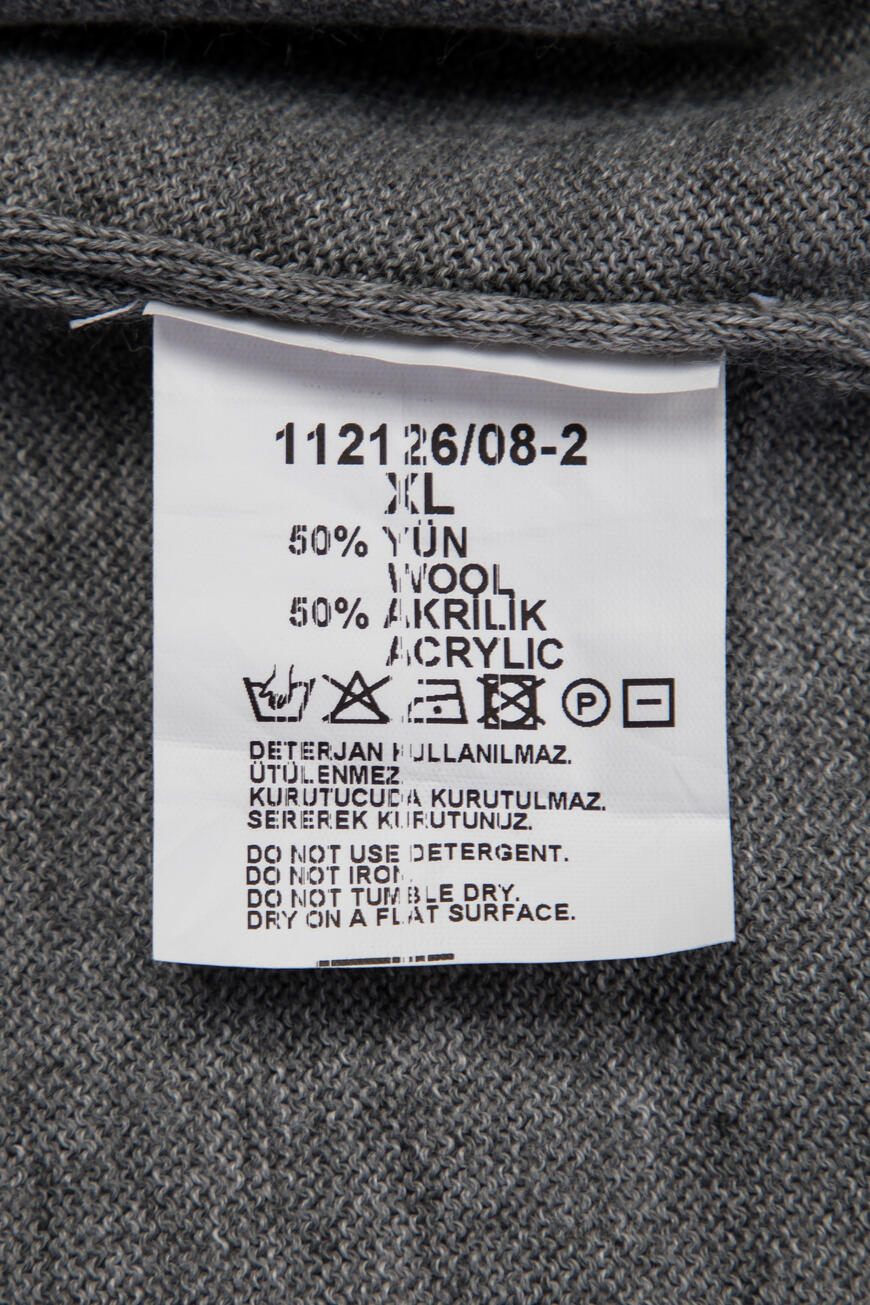 112126/08-2
XL
50% YÜN
WOOL
50% AKRİLİK
ACRYLIC
P
DETERJAN KULLANILMAZ.
ÜTÜLENMEZ.
KURUTUCUDA KURUTULMAZ.
SEREREK KURUTUNUZ.
DO NOT USE DETERGENT.
DO NOT IRON.
DO NOT TUMBLE DRY.
DRY ON A FLAT SURFACE.